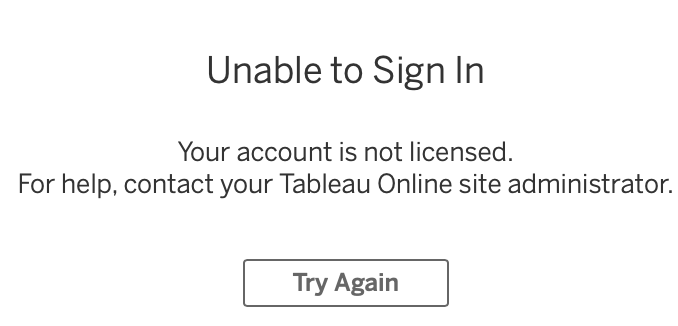 Unable to Sign In
Your account is not licensed.
For help, contact your Tableau Online site administrator.
Try Again